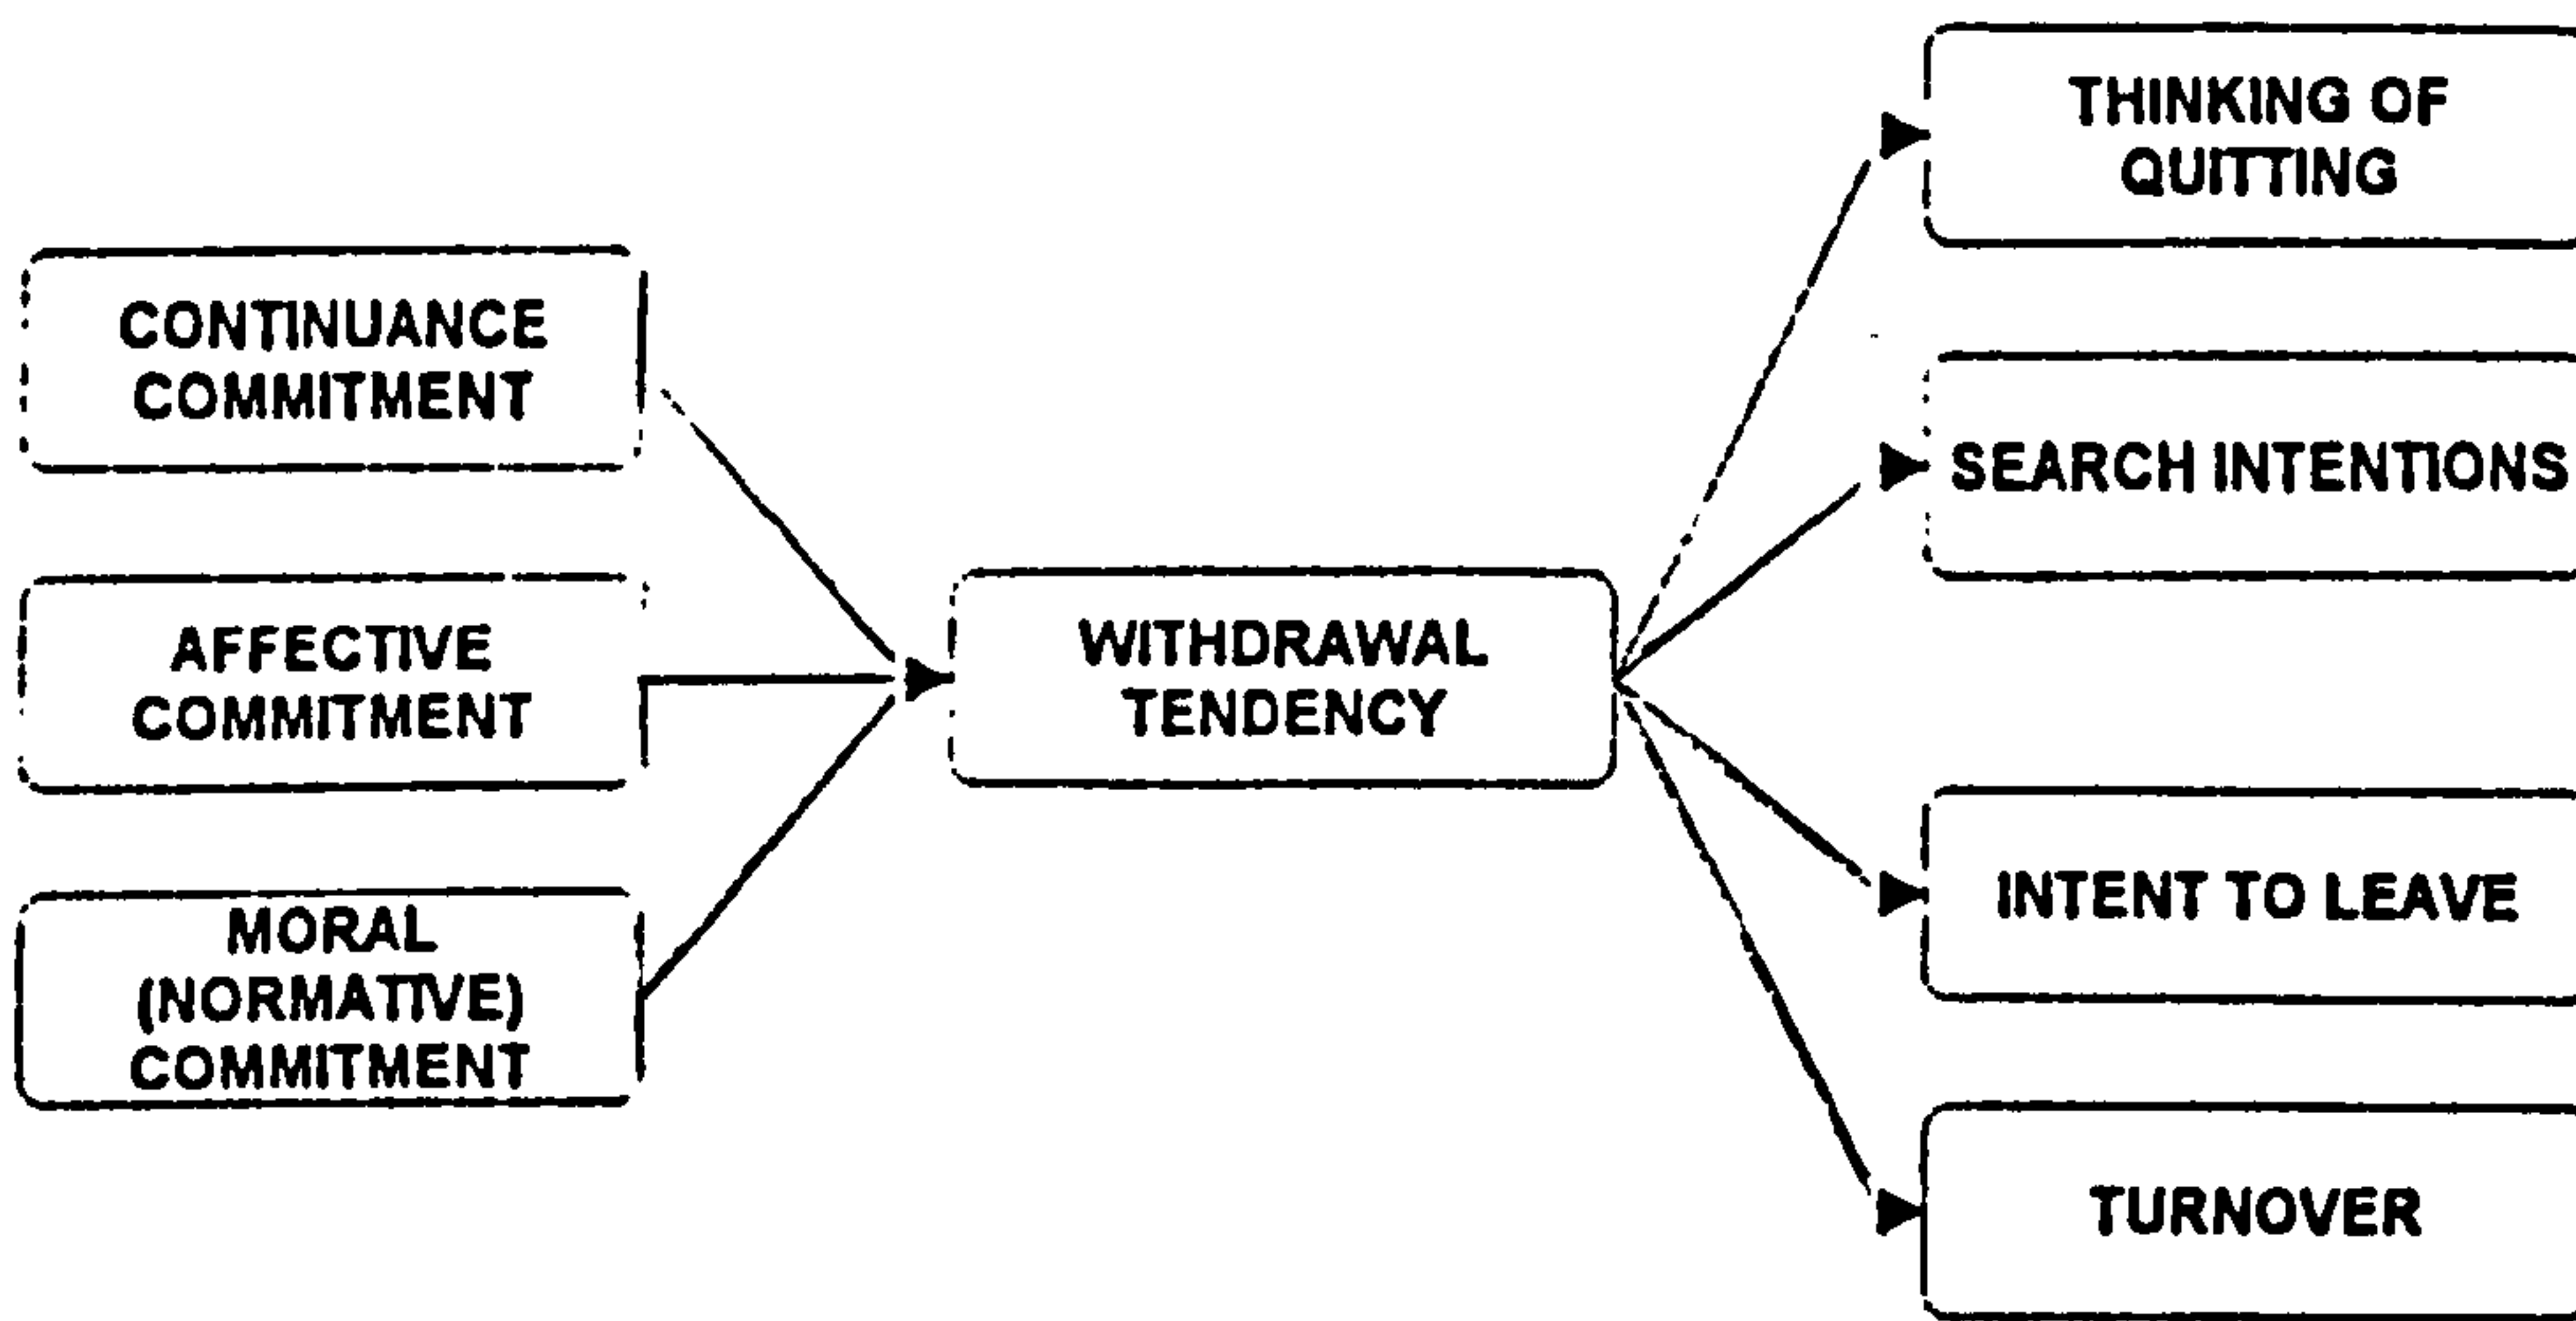 CONTINUANCE
COMMITMENT
AFFECTIVE
COMMITMENT
MORAL
(NORMATIVE)
COMMITMENT
WITHDRAWAL
TENDENCY
THINKING OF
QUITTING
SEARCH INTENTIONS
INTENT TO LEAVE
TURNOVER